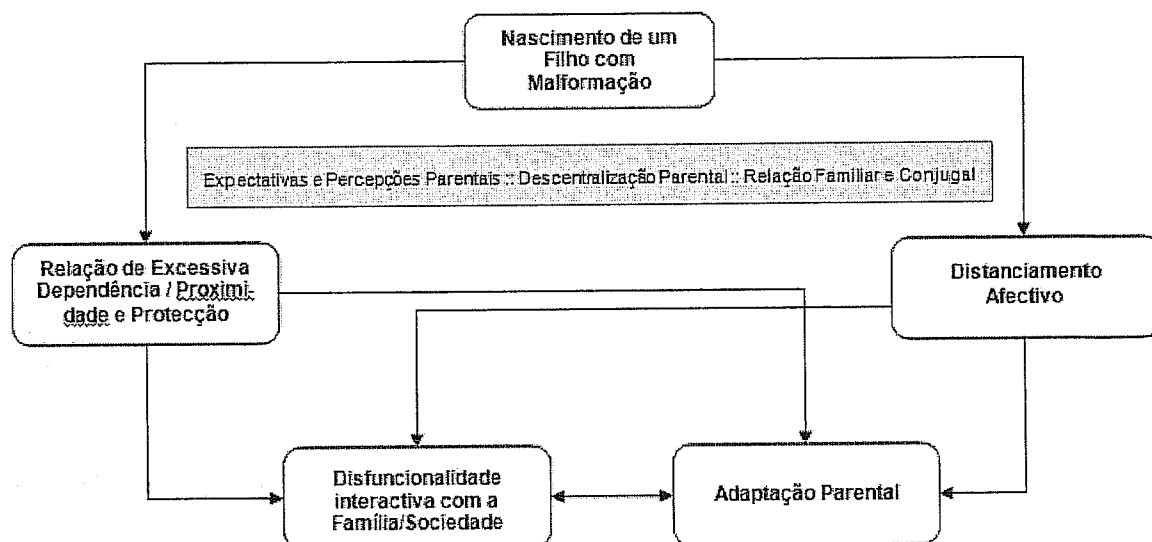 Nascimento de um
Filho com
Malformação
Expectativas e Percepções Parentais :: Descentralização Parental :: Relação Familiar e Conjugal
Relação de Excessiva
Dependência / Proximi-
dade e Protecção
Distanciamento
Afectivo
Disfuncionalidade
interactiva com a
Família/Sociedade
Adaptação Parental